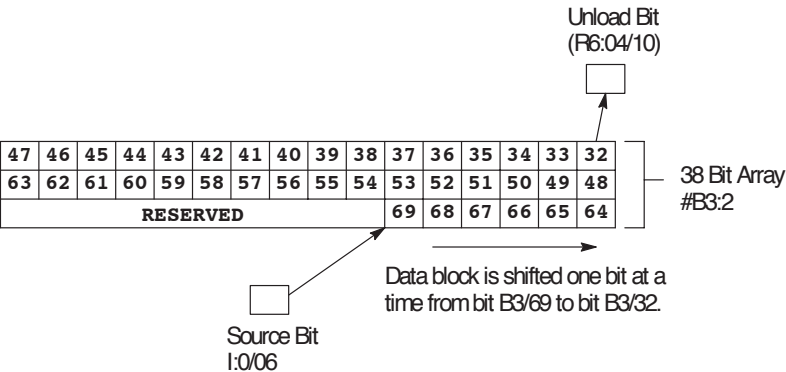 Unload Bit
(R6:04/10)
47 46 45 44 43 42 41 40 39 38 37 36 35 34 33 32
63 62 61 60 59 58 57 56 55 54 53 52 51 50 49 48
RESERVED 69 68 67 66 65 64
38 Bit Array
#B3:2
Data block is shifted one bit at a
time from bit B3/69 to bit B3/32.
Source Bit
I:0/06